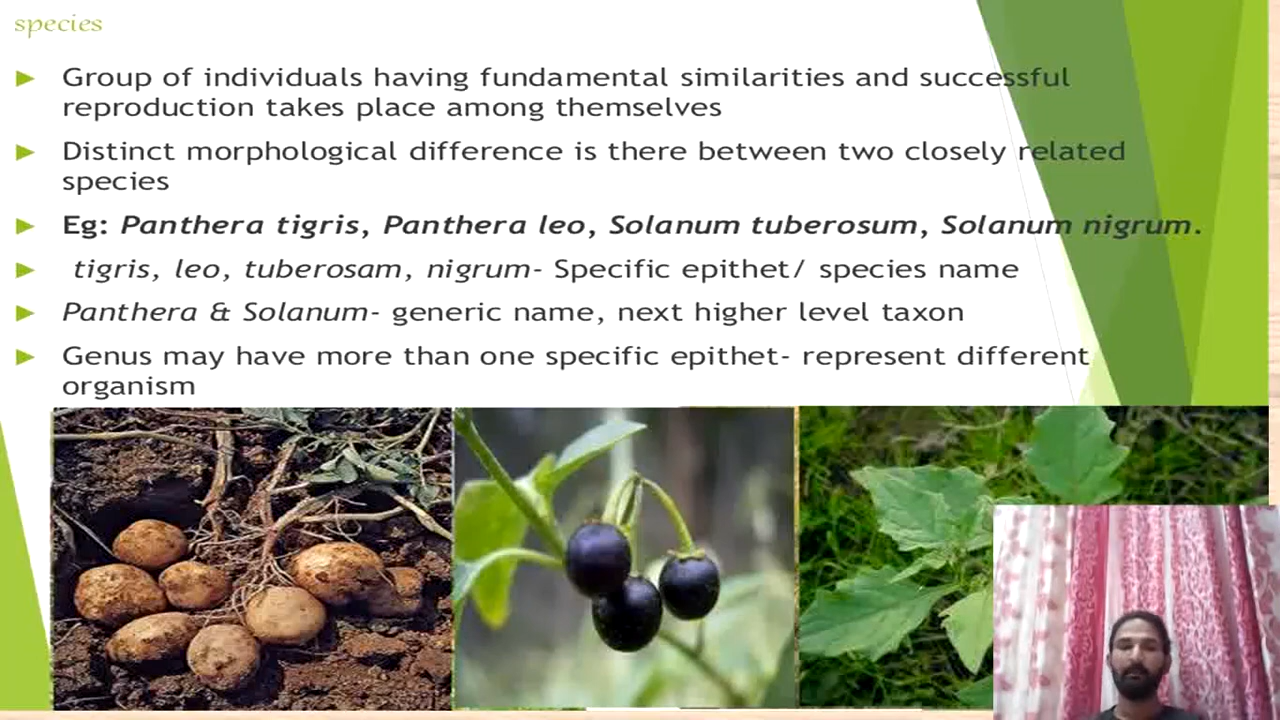 species
Group of individuals having fundamental similarities and successful
reproduction takes place among themselves
Distinct morphological difference is there between two closely related
species
Eg: Panthera tigris, Panthera leo, Solanum tuberosum, Solanum nigrum.
tigris, leo, tuberosam, nigrum- Specific epithet/ species name
Panthera & Solanum- generic name, next higher level taxon
Genus may have more than one specific epithet- represent different
organism